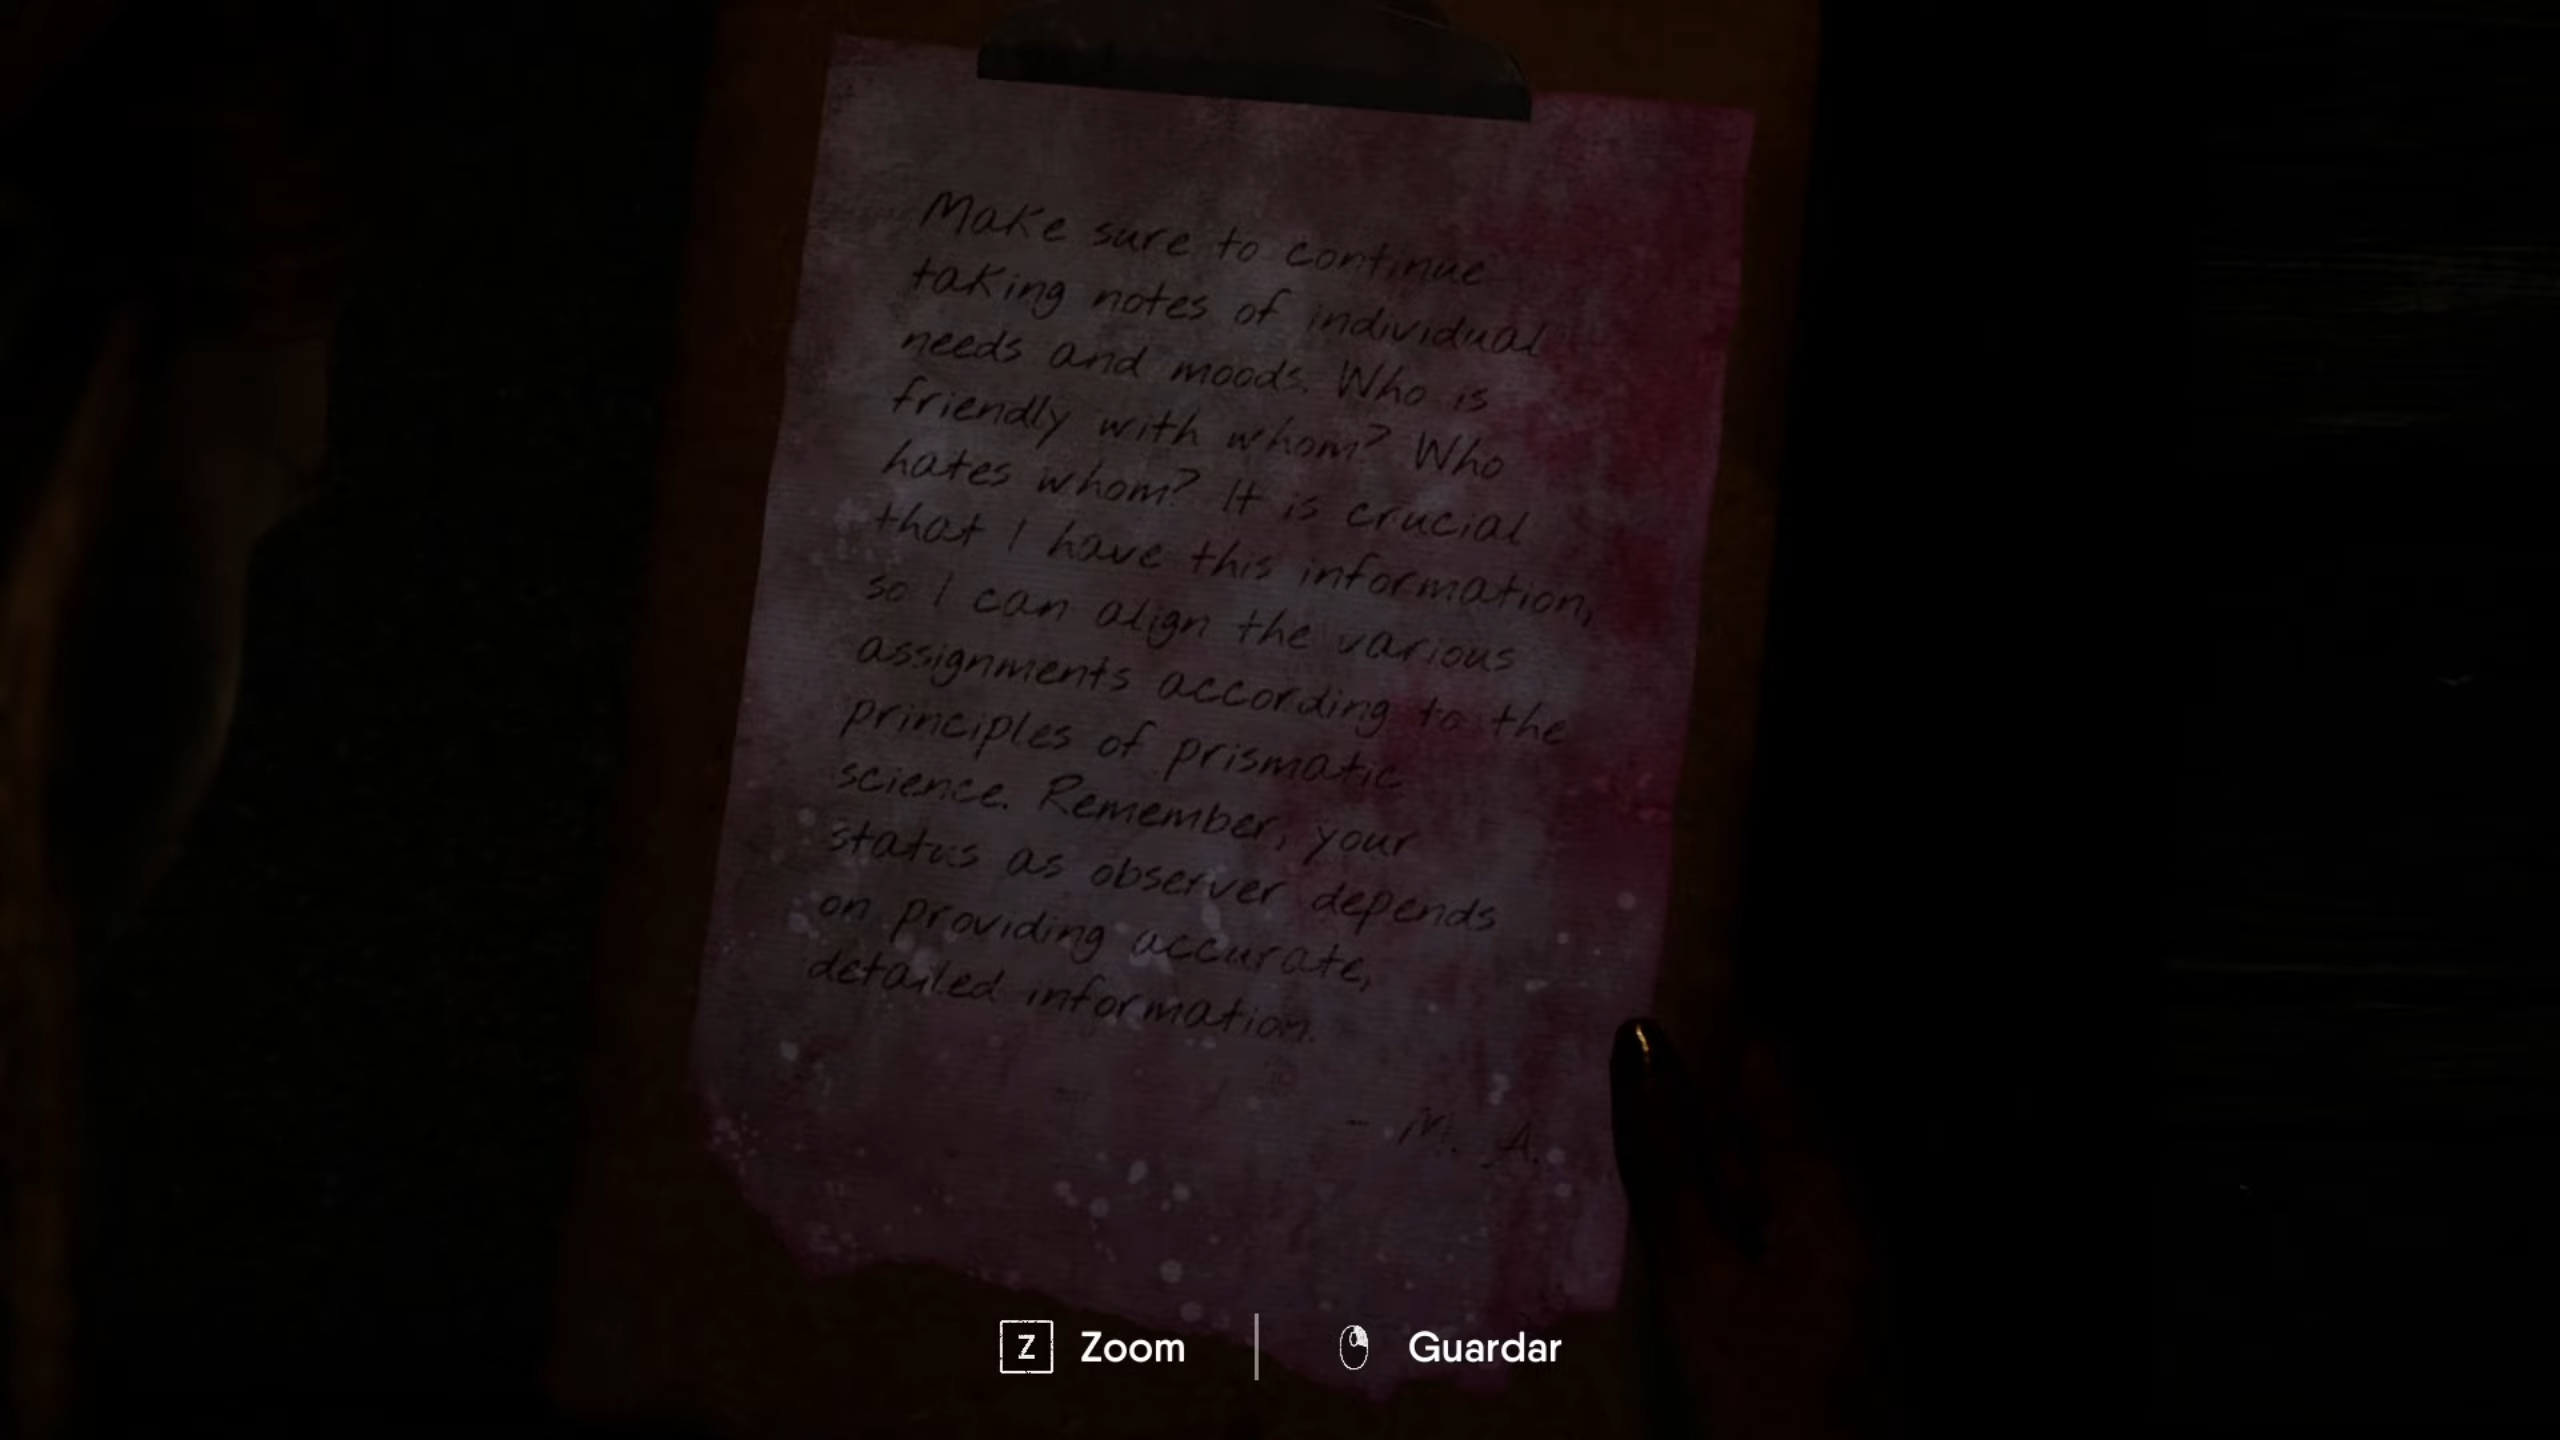 Make sure to continue
taking notes of individual
needs and moods. Who is
friendly with whom? Who
hates whom? It is crucial
that I have this information,
so I can align the various
assignments according to the
principles of prismatic
science. Remember, your
status as observer depends
on providing accurate,
detailed information.
- M. A.
Z Zoom | Guardar